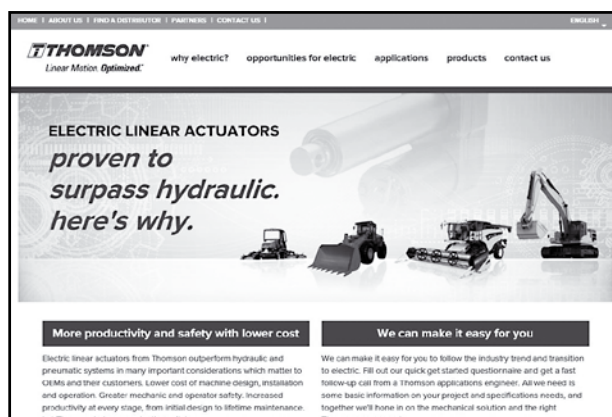 HOME | ABOUT US | FIND A DISTRIBUTOR | PARTNERS | CONTACT US |
ENGLISH
THOMSON
Linear Motion. Optimized.™
why electric? opportunities for electric applications products contact us
ELECTRIC LINEAR ACTUATORS
proven to
surpass hydraulic.
here's why.
More productivity and safety with lower cost
Electric linear actuators from Thomson outperform hydraulic and
pneumatic systems in many important considerations which matter to
OEMs and their customers. Lower cost of machine design, installation
and operation. Greater mechanic and operator safety. Increased
productivity at every stage, from initial design to lifetime maintenance.
We can make it easy for you
We can make it easy for you to follow the industry trend and transition
to electric. Fill out our quick get started questionnaire and get a fast
follow-up call from a Thomson applications engineer. All we need is
some basic information on your project and specifications needs, and
together we'll hone in on the mechanical solution and the right